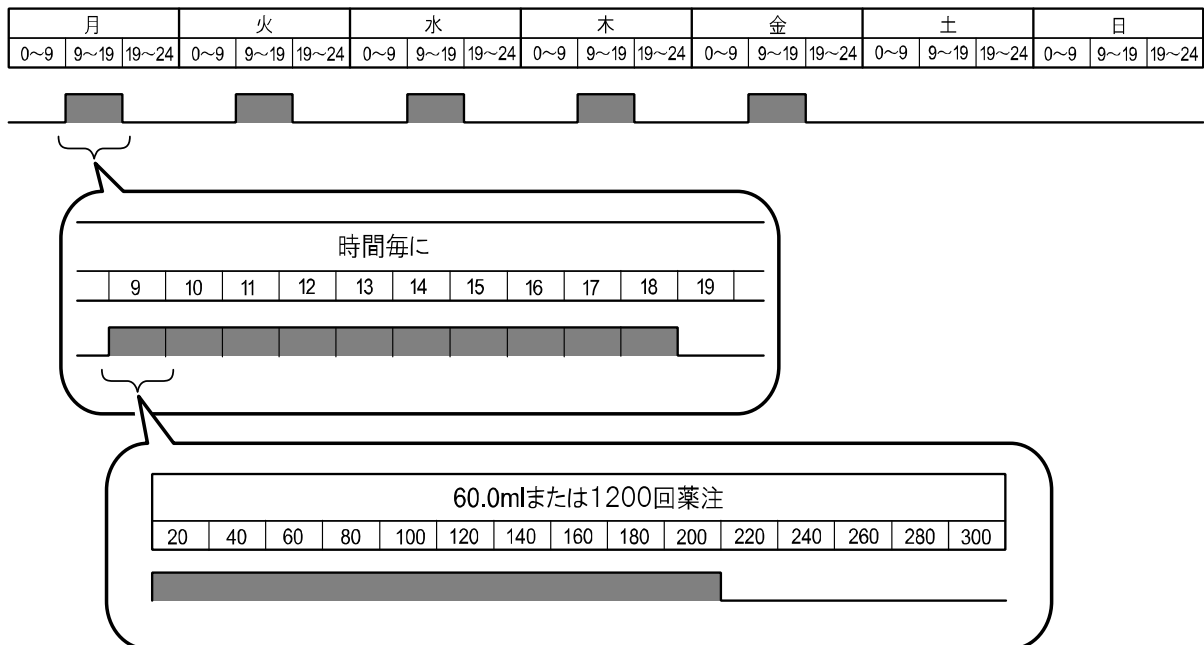 月 火 水 木 金 土 日
0～9 9～19 19～24 0～9 9～19 19～24 0～9 9～19 19～24 0～9 9～19 19～24 0～9 9～19 19～24 0～9 9～19 19～24 0～9 9～19 19～24
時間毎に
9 10 11 12 13 14 15 16 17 18 19
60.0mlまたは1200回薬注
20 40 60 80 100 120 140 160 180 200 220 240 260 280 300